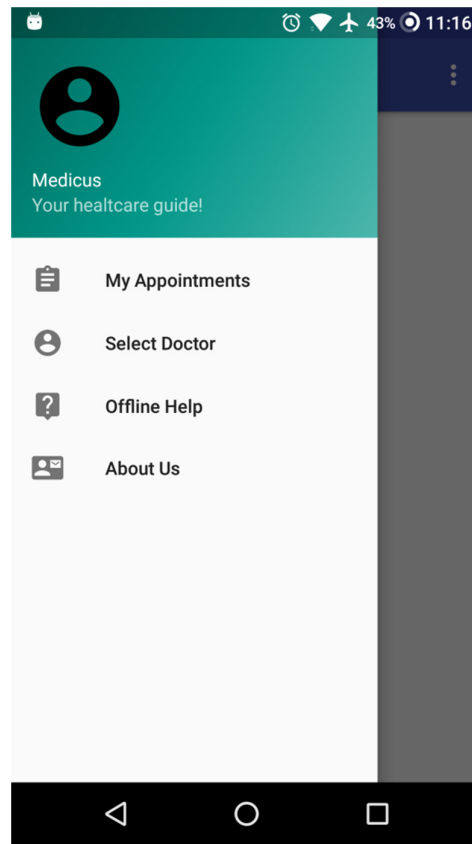 43% 11:16
Medicus
Your healtcare guide!
My Appointments
Select Doctor
Offline Help
About Us